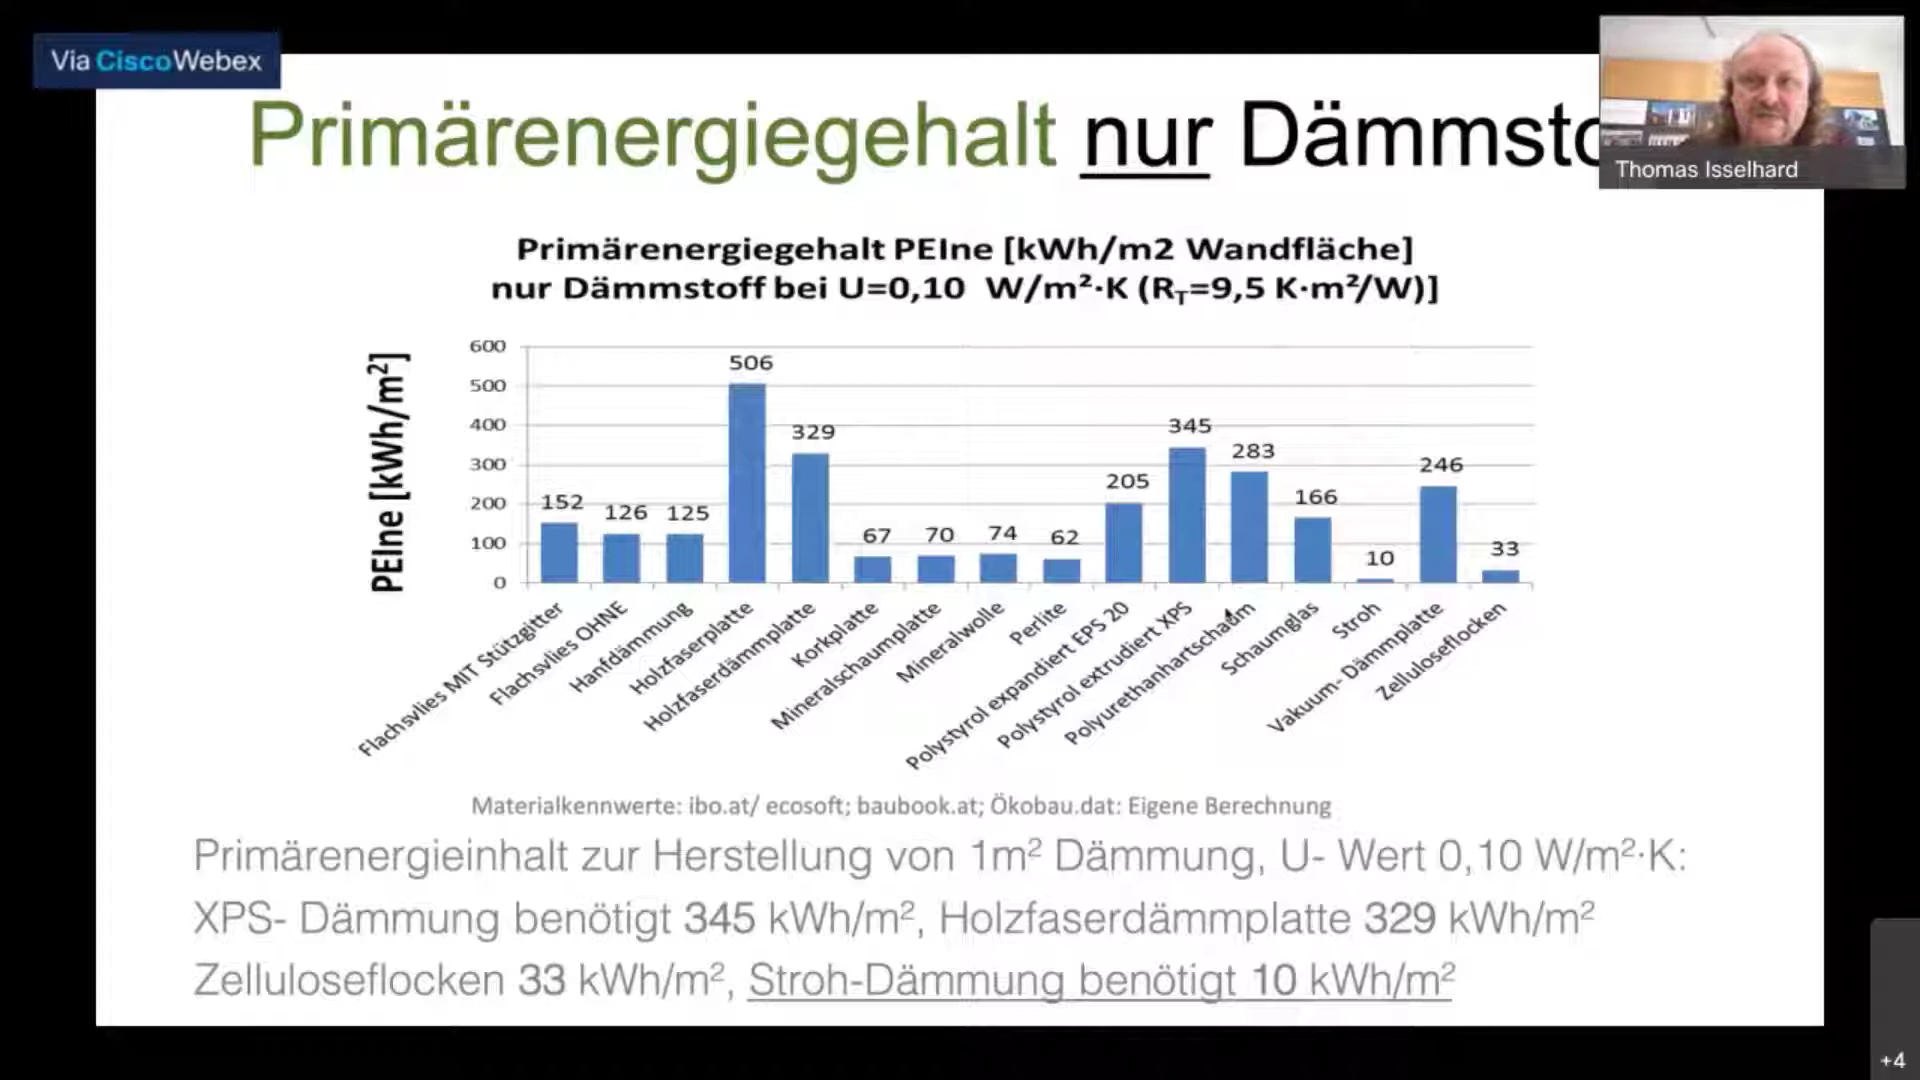 Via CiscoWebex
Primärenergiegehalt nur Dämmsto
Thomas Isselhard
Primärenergiegehalt PEIne [kWh/m2 Wandfläche]
nur Dämmstoff bei U=0,10 W/m²·K (R_T=9,5 K·m²/W)]
PEIne [kWh/m²]
600
500
400
300
200
100
0
152
126
125
506
329
67
70
74
62
205
345
283
166
10
246
33
Flachsvlies MIT Stützgitter
Flachsvlies OHNE
Hanfdämmung
Holzfaserplatte
Holzfaserdämmplatte
Korkplatte
Mineralschaumplatte
Mineralwolle
Perlite
Polystyrol expandiert EPS 20
Polystyrol extrudiert XPS
Polyurethanhartschaum
Schaumglas
Stroh
Vakuum- Dämmplatte
Zelluloseflocken
Materialkennwerte: ibo.at/ ecosoft; baubook.at; Ökobau.dat: Eigene Berechnung
Primärenergieinhalt zur Herstellung von 1m² Dämmung, U- Wert 0,10 W/m²·K:
XPS- Dämmung benötigt 345 kWh/m², Holzfaserdämmplatte 329 kWh/m²
Zelluloseflocken 33 kWh/m², Stroh-Dämmung benötigt 10 kWh/m²
+4